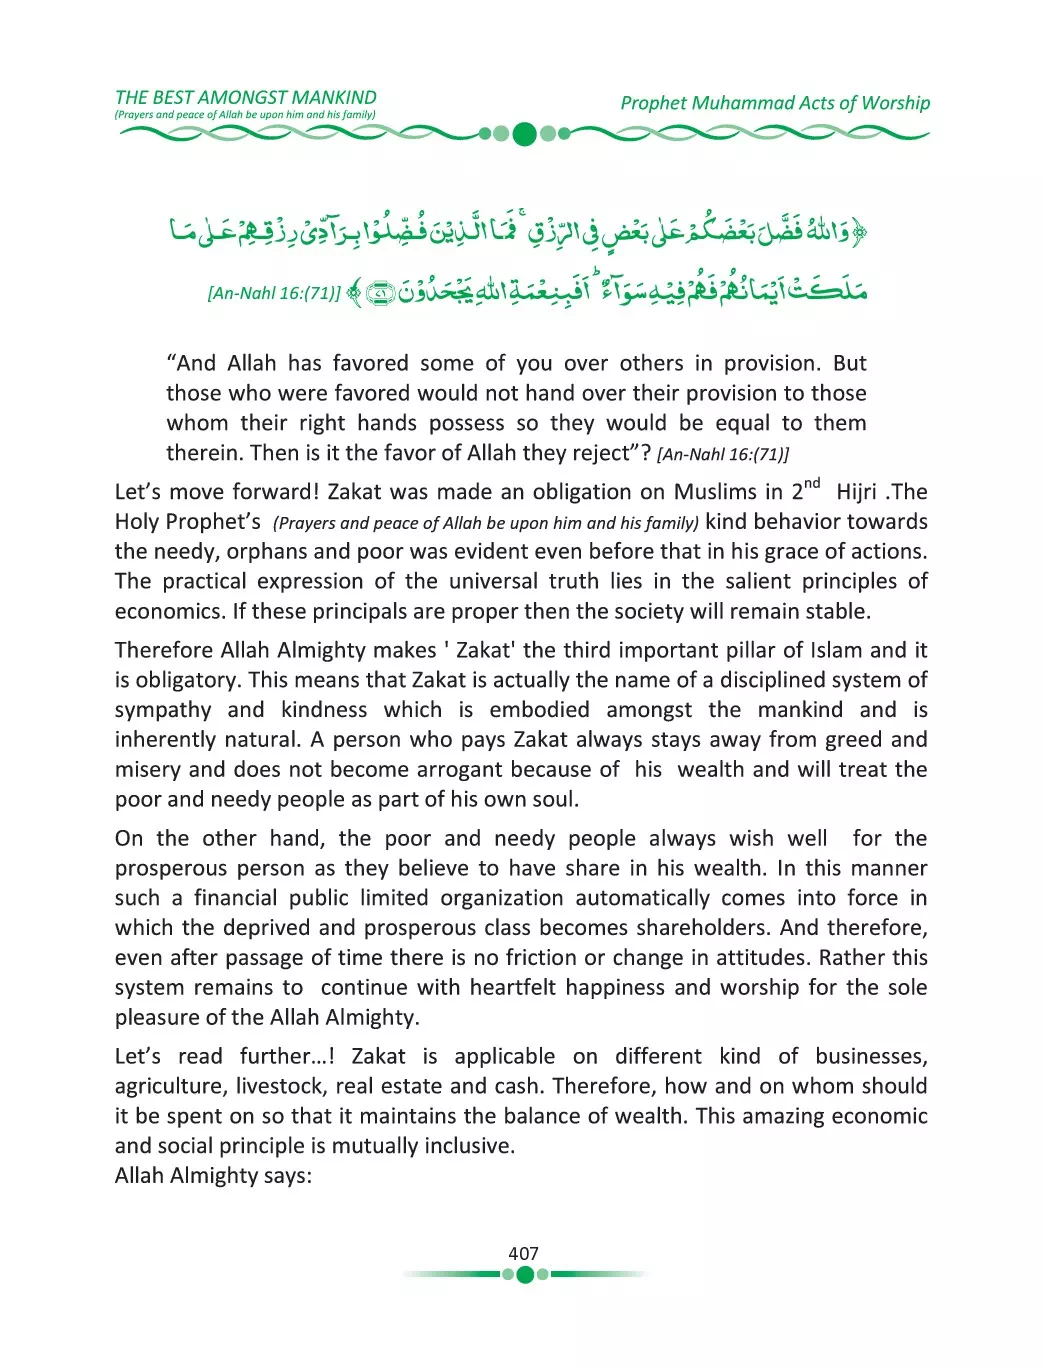 THE BEST AMONGST MANKIND
(Prayers and peace of Allah be upon him and his family)
Prophet Muhammad Acts of Worship
﴿ وَاللّٰهُ فَضَّلَ بَعْضَكُمْ عَلٰى بَعْضٍ فِي الرِّزْقِ ۚ فَمَا الَّذِيْنَ فُضِّلُوْا بِرَآدِّيْ رِزْقِهِمْ عَلٰى مَا
مَلَكَتْ اَيْمَانُهُمْ فَهُمْ فِيْهِ سَوَآءٌ ؕ اَفَبِنِعْمَةِ اللّٰهِ يَجْحَدُوْنَ ﴿٧١﴾ ﴾ [An-Nahl 16:(71)]
“And Allah has favored some of you over others in provision. But
those who were favored would not hand over their provision to those
whom their right hands possess so they would be equal to them
therein. Then is it the favor of Allah they reject”? [An-Nahl 16:(71)]
Let’s move forward! Zakat was made an obligation on Muslims in 2nd Hijri .The
Holy Prophet’s (Prayers and peace of Allah be upon him and his family) kind behavior towards
the needy, orphans and poor was evident even before that in his grace of actions.
The practical expression of the universal truth lies in the salient principles of
economics. If these principals are proper then the society will remain stable.
Therefore Allah Almighty makes ' Zakat' the third important pillar of Islam and it
is obligatory. This means that Zakat is actually the name of a disciplined system of
sympathy and kindness which is embodied amongst the mankind and is
inherently natural. A person who pays Zakat always stays away from greed and
misery and does not become arrogant because of his wealth and will treat the
poor and needy people as part of his own soul.
On the other hand, the poor and needy people always wish well for the
prosperous person as they believe to have share in his wealth. In this manner
such a financial public limited organization automatically comes into force in
which the deprived and prosperous class becomes shareholders. And therefore,
even after passage of time there is no friction or change in attitudes. Rather this
system remains to continue with heartfelt happiness and worship for the sole
pleasure of the Allah Almighty.
Let’s read further…! Zakat is applicable on different kind of businesses,
agriculture, livestock, real estate and cash. Therefore, how and on whom should
it be spent on so that it maintains the balance of wealth. This amazing economic
and social principle is mutually inclusive.
Allah Almighty says:
407